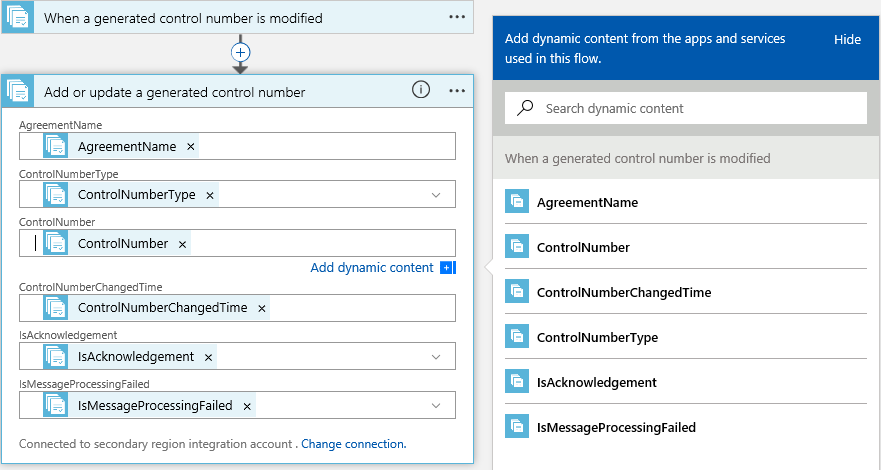 When a generated control number is modified
Add or update a generated control number
AgreementName
AgreementName ×
ControlNumberType
ControlNumberType ×
ControlNumber
ControlNumber ×
Add dynamic content
ControlNumberChangedTime
ControlNumberChangedTime ×
IsAcknowledgement
IsAcknowledgement ×
IsMessageProcessingFailed
IsMessageProcessingFailed ×
Connected to secondary region integration account . Change connection.
Add dynamic content from the apps and services Hide
used in this flow.
Search dynamic content
When a generated control number is modified
AgreementName
ControlNumber
ControlNumberChangedTime
ControlNumberType
IsAcknowledgement
IsMessageProcessingFailed